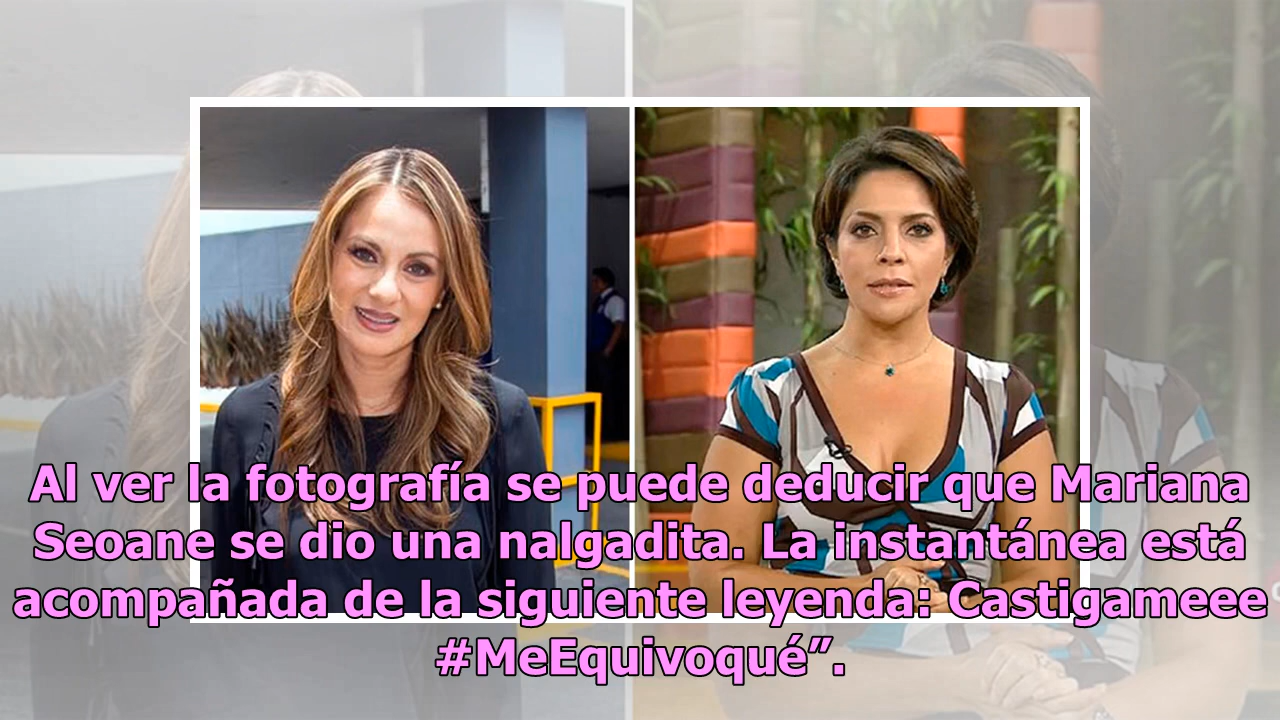 Al ver la fotografía se puede deducir que Mariana
Seoane se dio una nalgadita. La instantánea está
acompañada de la siguiente leyenda: Castigameee
#MeEquivoqué”.